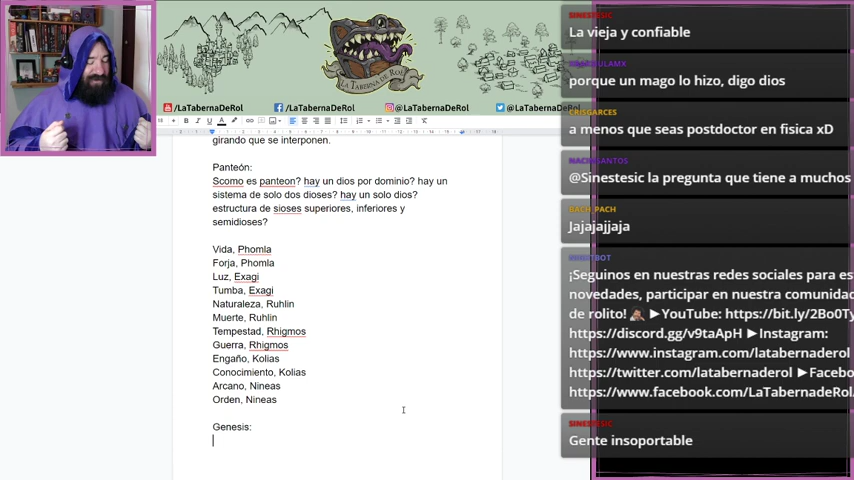 LA TABERNA DE ROL
/LaTabernaDeRol
/LaTabernaDeRol
@LaTabernaDeRol
@LaTabernaDeRol
girando que se interponen.
Panteón:
Scomo es panteon? hay un dios por dominio? hay un
sistema de solo dos dioses? hay un solo dios?
estructura de sioses superiores, inferiores y
semidioses?
Vida, Phomla
Forja, Phomla
Luz, Exagi
Tumba, Exagi
Naturaleza, Ruhlin
Muerte, Ruhlin
Tempestad, Rhigmos
Guerra, Rhigmos
Engaño, Kolias
Conocimiento, Kolias
Arcano, Nineas
Orden, Nineas
Genesis:
SINESTESIC
La vieja y confiable
porque un mago lo hizo, digo dios
CRISGARCES
a menos que seas postdoctor en fisica xD
@Sinestesic la pregunta que tiene a muchos
BACH_PACH
Jajajajjaja
¡Seguinos en nuestras redes sociales para es
novedades, participar en nuestra comunidad
de rolito! ►YouTube: https://bit.ly/2Bo0Ty
https://discord.gg/v9taApH ►Instagram:
https://www.instagram.com/latabernaderol
https://twitter.com/latabernaderol ►Facebo
https://www.facebook.com/LaTabernadeRol
SINESTESIC
Gente insoportable